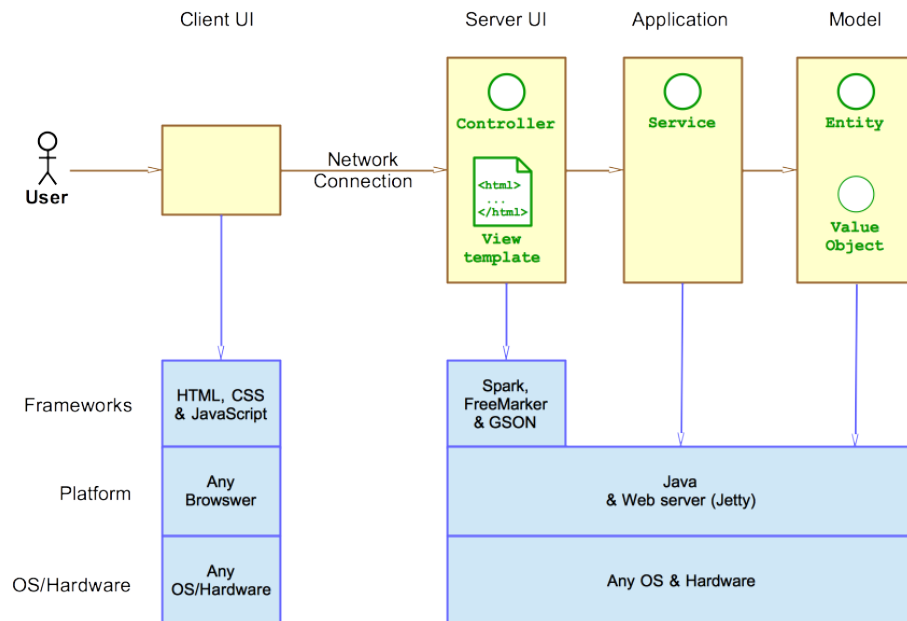 Client UI
Server UI
Application
Model
Controller
Service
Entity
User
Network
Connection
<html>
...
</html>
View
template
Value
Object
Frameworks
HTML, CSS
& JavaScript
Spark,
FreeMarker
& GSON
Platform
Any
Browswer
Java
& Web server (Jetty)
OS/Hardware
Any
OS/Hardware
Any OS & Hardware